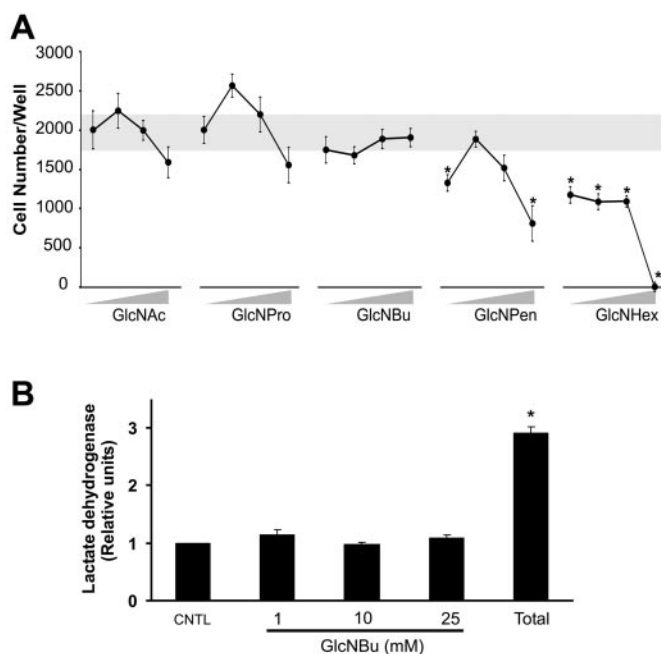 A
Cell Number/Well
3000
2500
2000
1500
1000
500
0
* * * * * *
GlcNAc GlcNPro GlcNBu GlcNPen GlcNHex
B
Lactate dehydrogenase
(Relative units)
3
2
1
0
*
CNTL 1 10 25 Total
GlcNBu (mM)